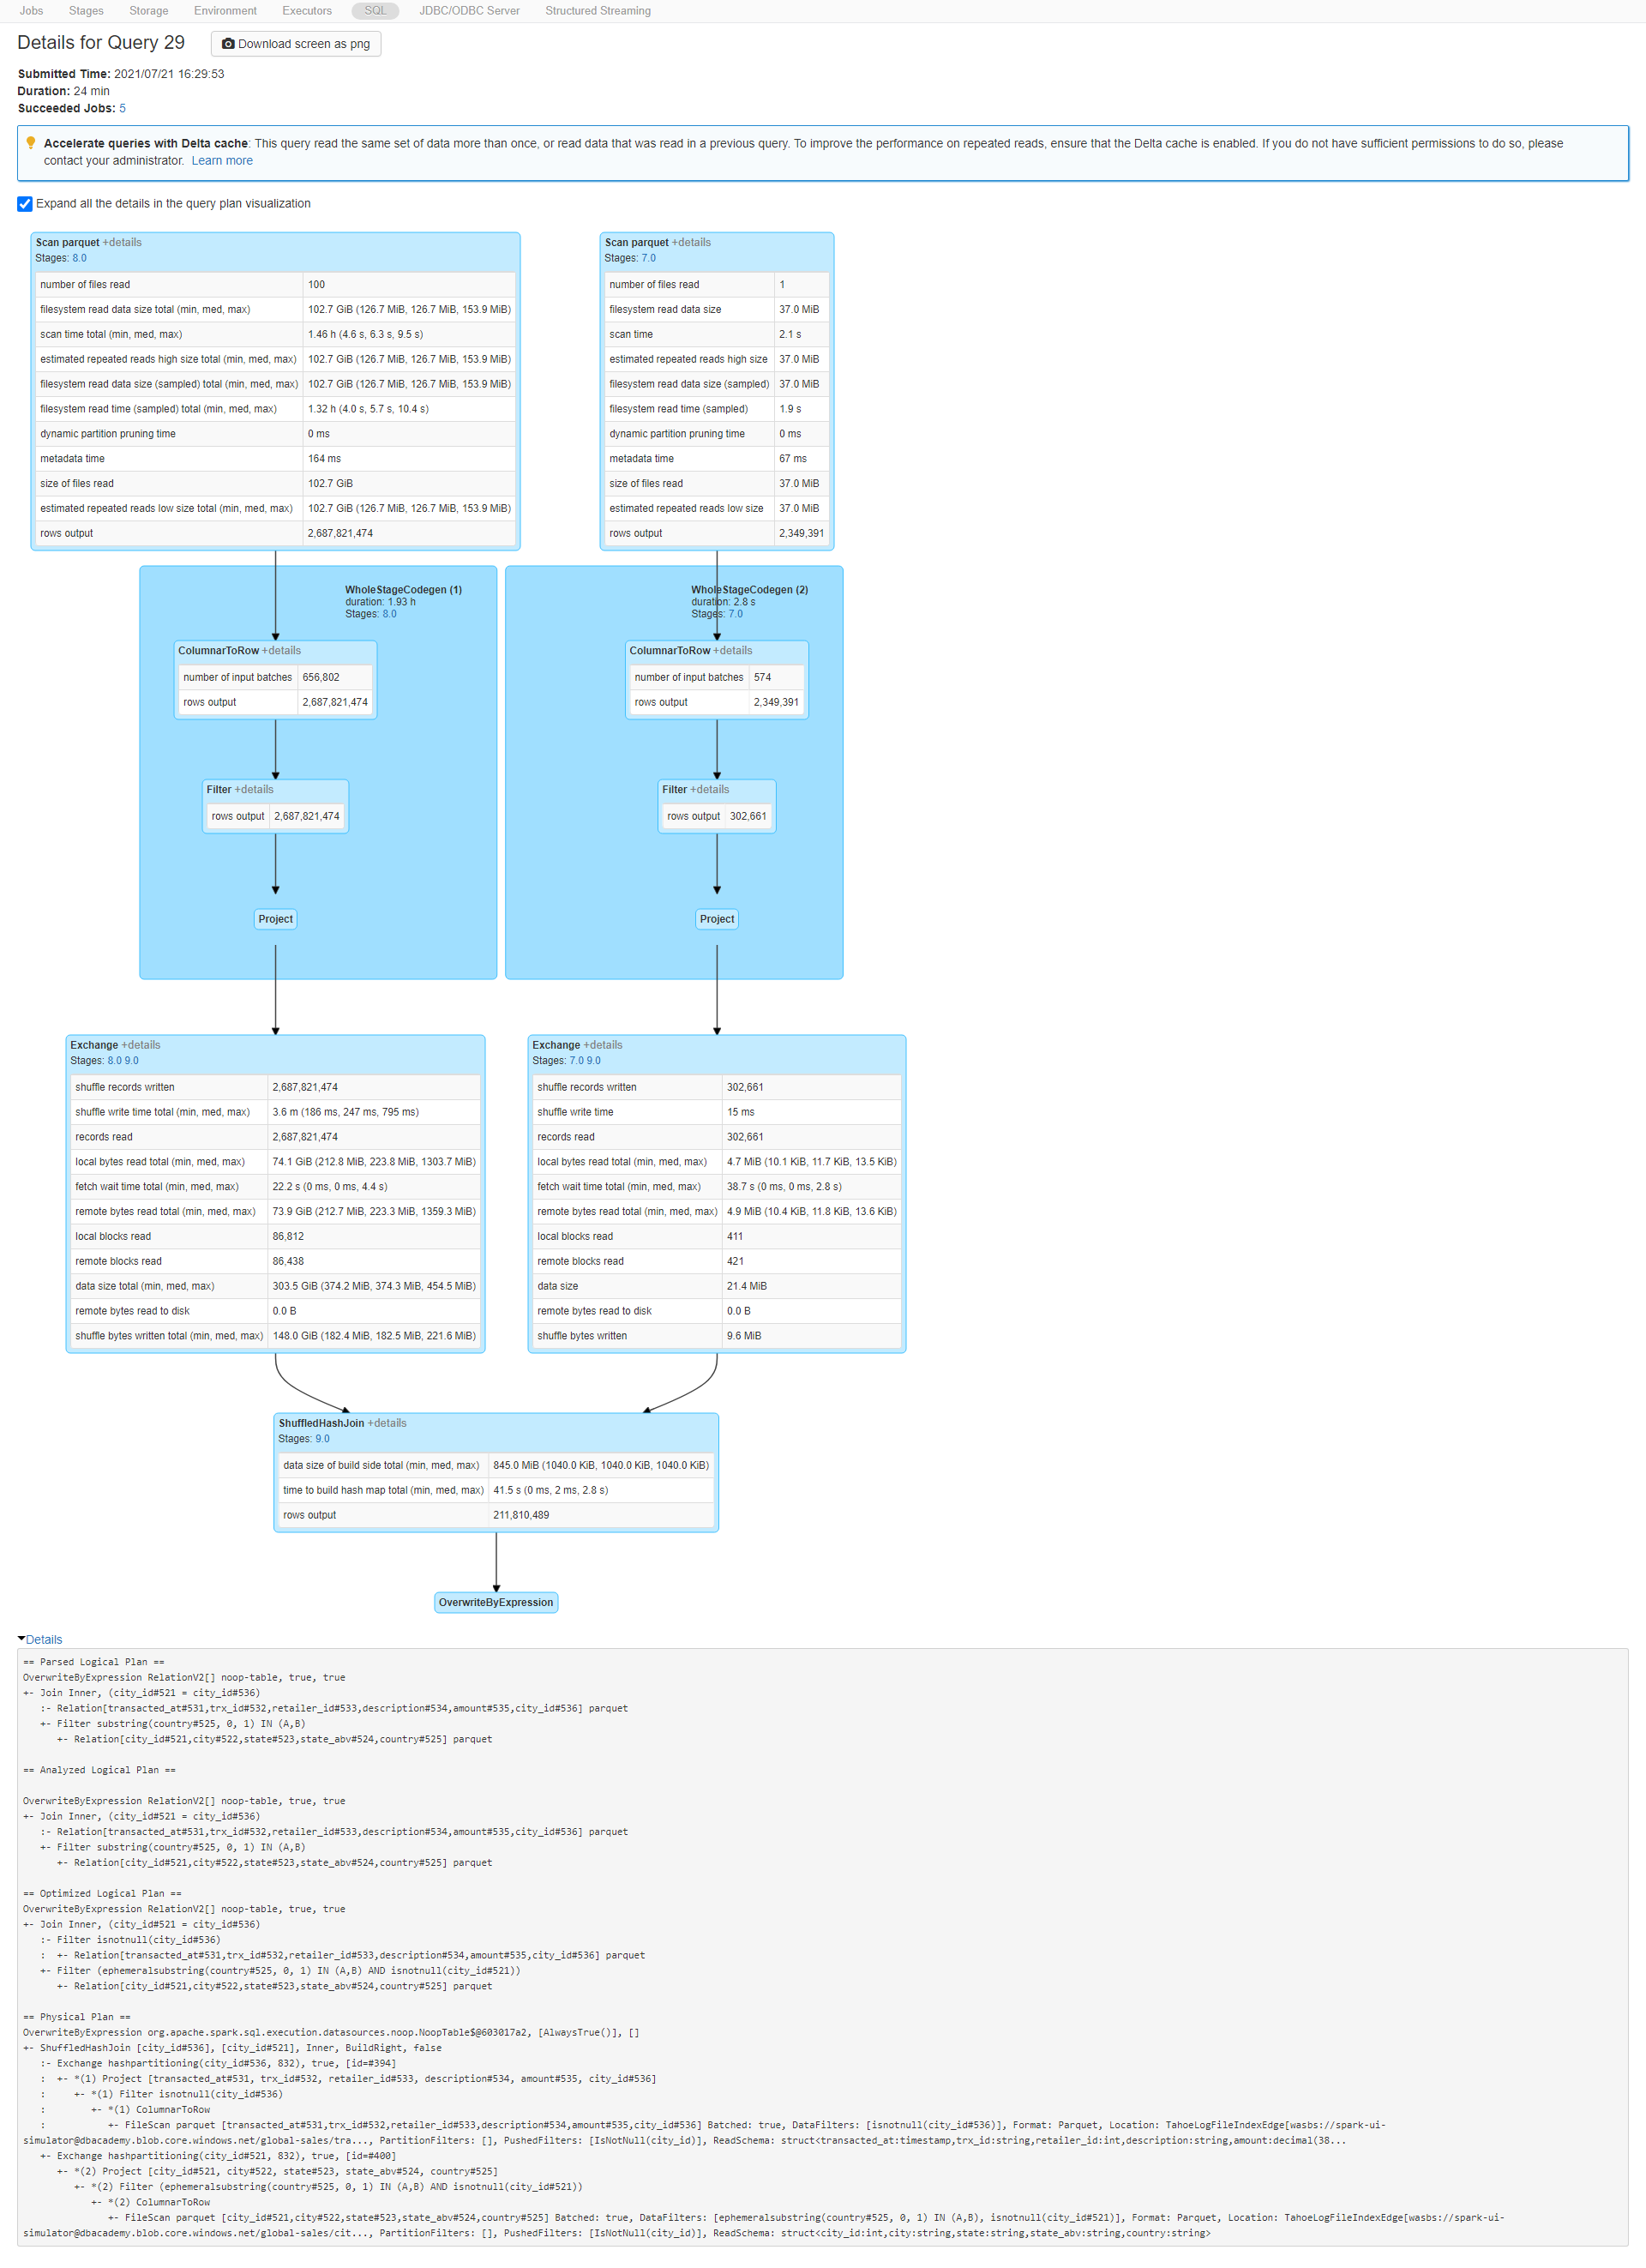 Jobs Stages Storage Environment Executors SQL JDBC/ODBC Server Structured Streaming
Details for Query 29 Download screen as png
Submitted Time: 2021/07/21 16:29:53
Duration: 24 min
Succeeded Jobs: 5
Accelerate queries with Delta cache: This query read the same set of data more than once, or read data that was read in a previous query. To improve the performance on repeated reads, ensure that the Delta cache is enabled. If you do not have sufficient permissions to do so, please
contact your administrator. Learn more
Expand all the details in the query plan visualization
Scan parquet +details
Stages: 8.0
number of files read 100
filesystem read data size total (min, med, max) 102.7 GiB (126.7 MiB, 126.7 MiB, 153.9 MiB)
scan time total (min, med, max) 1.46 h (4.6 s, 6.3 s, 9.5 s)
estimated repeated reads high size total (min, med, max) 102.7 GiB (126.7 MiB, 126.7 MiB, 153.9 MiB)
filesystem read data size (sampled) total (min, med, max) 102.7 GiB (126.7 MiB, 126.7 MiB, 153.9 MiB)
filesystem read time (sampled) total (min, med, max) 1.32 h (4.0 s, 5.7 s, 10.4 s)
dynamic partition pruning time 0 ms
metadata time 164 ms
size of files read 102.7 GiB
estimated repeated reads low size total (min, med, max) 102.7 GiB (126.7 MiB, 126.7 MiB, 153.9 MiB)
rows output 2,687,821,474
Scan parquet +details
Stages: 7.0
number of files read 1
filesystem read data size 37.0 MiB
scan time 2.1 s
estimated repeated reads high size 37.0 MiB
filesystem read data size (sampled) 37.0 MiB
filesystem read time (sampled) 1.9 s
dynamic partition pruning time 0 ms
metadata time 67 ms
size of files read 37.0 MiB
estimated repeated reads low size 37.0 MiB
rows output 2,349,391
WholeStageCodegen (1)
duration: 1.93 h
Stages: 8.0
ColumnarToRow +details
number of input batches 656,802
rows output 2,687,821,474
Filter +details
rows output 2,687,821,474
Project
WholeStageCodegen (2)
duration: 2.8 s
Stages: 7.0
ColumnarToRow +details
number of input batches 574
rows output 2,349,391
Filter +details
rows output 302,661
Project
Exchange +details
Stages: 8.0 9.0
shuffle records written 2,687,821,474
shuffle write time total (min, med, max) 3.6 m (186 ms, 247 ms, 795 ms)
records read 2,687,821,474
local bytes read total (min, med, max) 74.1 GiB (212.8 MiB, 223.8 MiB, 1303.7 MiB)
fetch wait time total (min, med, max) 22.2 s (0 ms, 0 ms, 4.4 s)
remote bytes read total (min, med, max) 73.9 GiB (212.7 MiB, 223.3 MiB, 1359.3 MiB)
local blocks read 86,812
remote blocks read 86,438
data size total (min, med, max) 303.5 GiB (374.2 MiB, 374.3 MiB, 454.5 MiB)
remote bytes read to disk 0.0 B
shuffle bytes written total (min, med, max) 148.0 GiB (182.4 MiB, 182.5 MiB, 221.6 MiB)
Exchange +details
Stages: 7.0 9.0
shuffle records written 302,661
shuffle write time 15 ms
records read 302,661
local bytes read total (min, med, max) 4.7 MiB (10.1 KiB, 11.7 KiB, 13.5 KiB)
fetch wait time total (min, med, max) 38.7 s (0 ms, 0 ms, 2.8 s)
remote bytes read total (min, med, max) 4.9 MiB (10.4 KiB, 11.8 KiB, 13.6 KiB)
local blocks read 411
remote blocks read 421
data size 21.4 MiB
remote bytes read to disk 0.0 B
shuffle bytes written 9.6 MiB
ShuffledHashJoin +details
Stages: 9.0
data size of build side total (min, med, max) 845.0 MiB (1040.0 KiB, 1040.0 KiB, 1040.0 KiB)
time to build hash map total (min, med, max) 41.5 s (0 ms, 2 ms, 2.8 s)
rows output 211,810,489
OverwriteByExpression
Details
== Parsed Logical Plan ==
OverwriteByExpression RelationV2[] noop-table, true, true
+- Join Inner, (city_id#521 = city_id#536)
:- Relation[transacted_at#531,trx_id#532,retailer_id#533,description#534,amount#535,city_id#536] parquet
+- Filter substring(country#525, 0, 1) IN (A,B)
+- Relation[city_id#521,city#522,state#523,state_abv#524,country#525] parquet
== Analyzed Logical Plan ==
OverwriteByExpression RelationV2[] noop-table, true, true
+- Join Inner, (city_id#521 = city_id#536)
:- Relation[transacted_at#531,trx_id#532,retailer_id#533,description#534,amount#535,city_id#536] parquet
+- Filter substring(country#525, 0, 1) IN (A,B)
+- Relation[city_id#521,city#522,state#523,state_abv#524,country#525] parquet
== Optimized Logical Plan ==
OverwriteByExpression RelationV2[] noop-table, true, true
+- Join Inner, (city_id#521 = city_id#536)
:- Filter isnotnull(city_id#536)
: +- Relation[transacted_at#531,trx_id#532,retailer_id#533,description#534,amount#535,city_id#536] parquet
+- Filter (ephemeralsubstring(country#525, 0, 1) IN (A,B) AND isnotnull(city_id#521))
+- Relation[city_id#521,city#522,state#523,state_abv#524,country#525] parquet
== Physical Plan ==
OverwriteByExpression org.apache.spark.sql.execution.datasources.noop.NoopTable$@603017a2, [AlwaysTrue()], []
+- ShuffledHashJoin [city_id#536], [city_id#521], Inner, BuildRight, false
:- Exchange hashpartitioning(city_id#536, 832), true, [id=#394]
: +- *(1) Project [transacted_at#531, trx_id#532, retailer_id#533, description#534, amount#535, city_id#536]
: +- *(1) Filter isnotnull(city_id#536)
: +- *(1) ColumnarToRow
: +- FileScan parquet [transacted_at#531,trx_id#532,retailer_id#533,description#534,amount#535,city_id#536] Batched: true, DataFilters: [isnotnull(city_id#536)], Format: Parquet, Location: TahoeLogFileIndexEdge[wasbs://spark-ui-
simulator@dbacademy.blob.core.windows.net/global-sales/tra..., PartitionFilters: [], PushedFilters: [IsNotNull(city_id)], ReadSchema: struct<transacted_at:timestamp,trx_id:string,retailer_id:int,description:string,amount:decimal(38...
+- Exchange hashpartitioning(city_id#521, 832), true, [id=#400]
+- *(2) Project [city_id#521, city#522, state#523, state_abv#524, country#525]
+- *(2) Filter (ephemeralsubstring(country#525, 0, 1) IN (A,B) AND isnotnull(city_id#521))
+- *(2) ColumnarToRow
+- FileScan parquet [city_id#521,city#522,state#523,state_abv#524,country#525] Batched: true, DataFilters: [ephemeralsubstring(country#525, 0, 1) IN (A,B), isnotnull(city_id#521)], Format: Parquet, Location: TahoeLogFileIndexEdge[wasbs://spark-ui-
simulator@dbacademy.blob.core.windows.net/global-sales/cit..., PartitionFilters: [], PushedFilters: [IsNotNull(city_id)], ReadSchema: struct<city_id:int,city:string,state:string,state_abv:string,country:string>